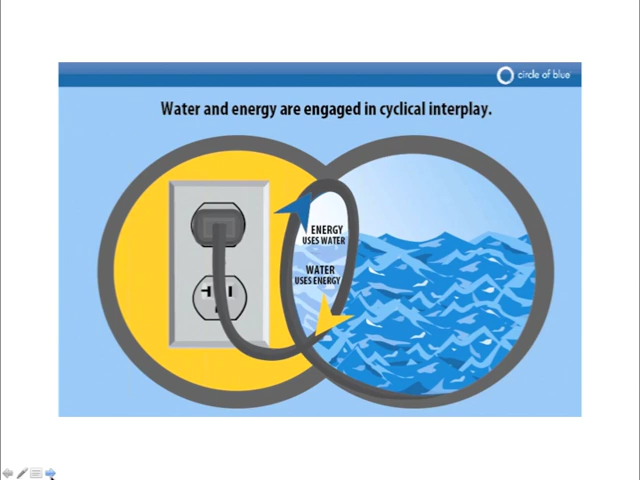 circle of blue
Water and energy are engaged in cyclical interplay.
ENERGY
USES WATER
WATER
USES ENERGY